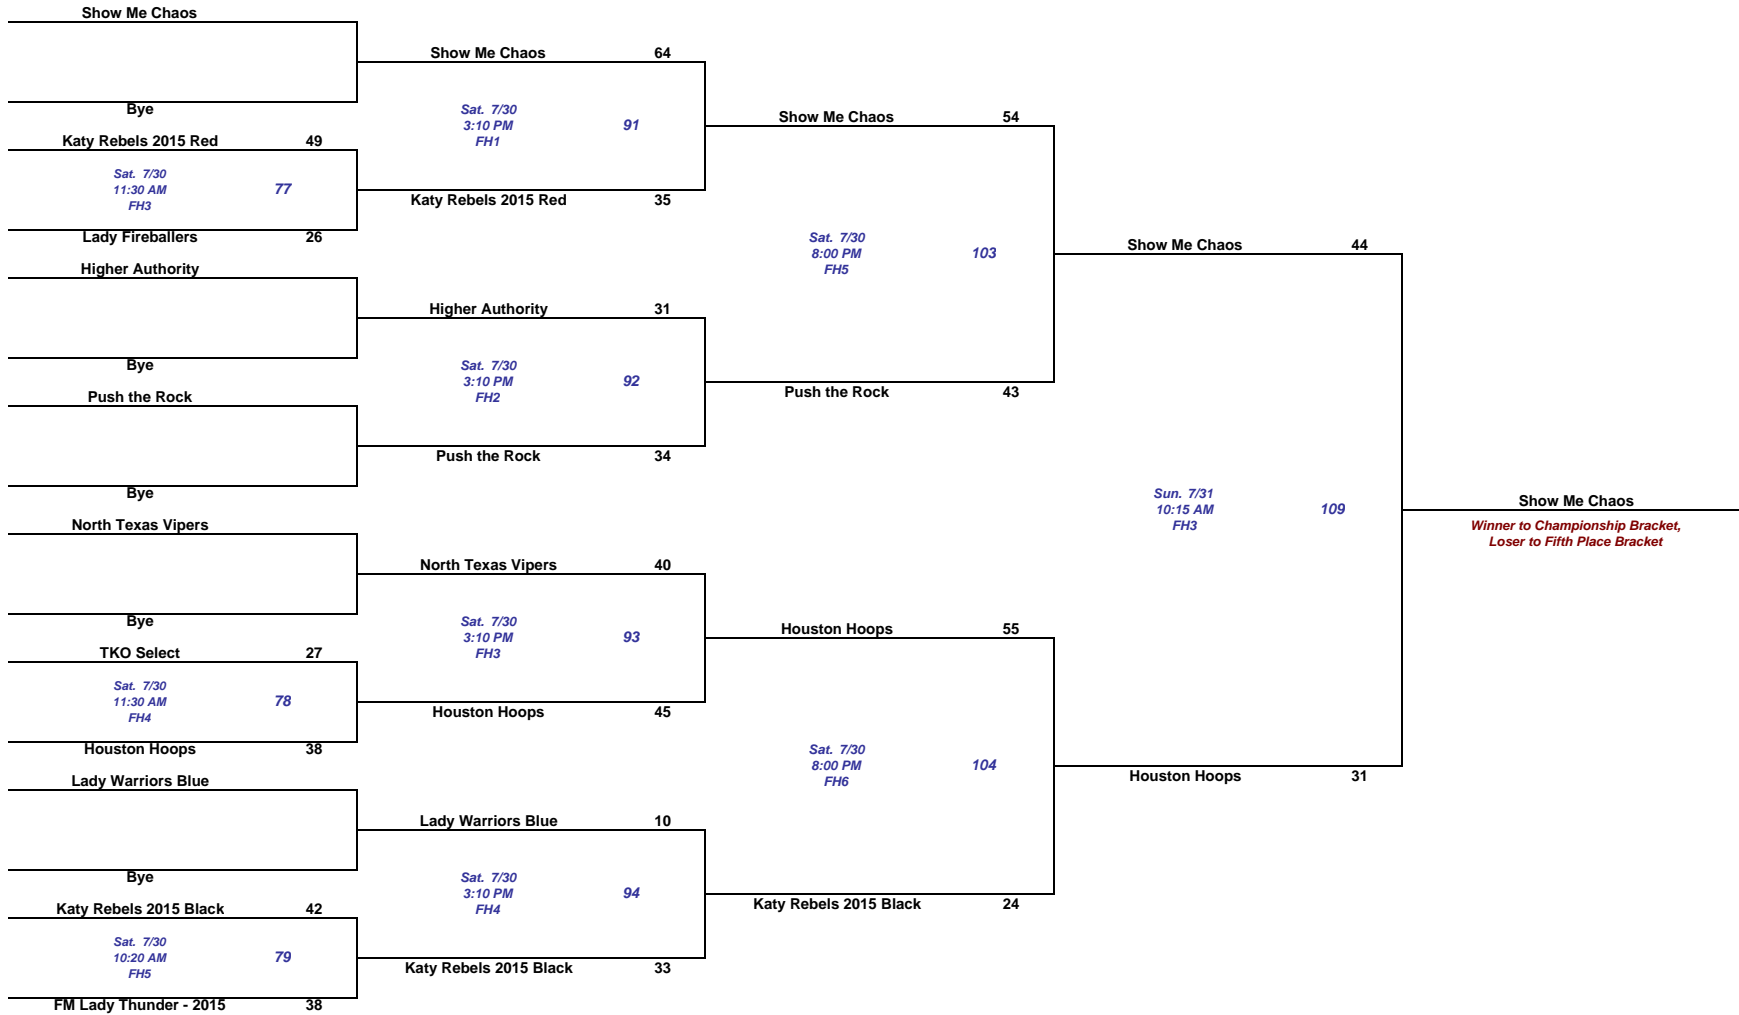 Show Me Chaos
Bye
Katy Rebels 2015 Red 49
Sat. 7/30
11:30 AM
FH3
77
Lady Fireballers 26
Higher Authority
Bye
Push the Rock
Bye
North Texas Vipers
Bye
TKO Select 27
Sat. 7/30
11:30 AM
FH4
78
Houston Hoops 38
Lady Warriors Blue
Bye
Katy Rebels 2015 Black 42
Sat. 7/30
10:20 AM
FH5
79
FM Lady Thunder - 2015 38
Show Me Chaos 64
Sat. 7/30
3:10 PM
FH1
91
Katy Rebels 2015 Red 35
Higher Authority 31
Sat. 7/30
3:10 PM
FH2
92
Push the Rock 34
North Texas Vipers 40
Sat. 7/30
3:10 PM
FH3
93
Houston Hoops 45
Lady Warriors Blue 10
Sat. 7/30
3:10 PM
FH4
94
Katy Rebels 2015 Black 33
Show Me Chaos 54
Sat. 7/30
8:00 PM
FH5
103
Push the Rock 43
Houston Hoops 55
Sat. 7/30
8:00 PM
FH6
104
Katy Rebels 2015 Black 24
Show Me Chaos 44
Sun. 7/31
10:15 AM
FH3
109
Houston Hoops 31
Show Me Chaos
Winner to Championship Bracket,
Loser to Fifth Place Bracket